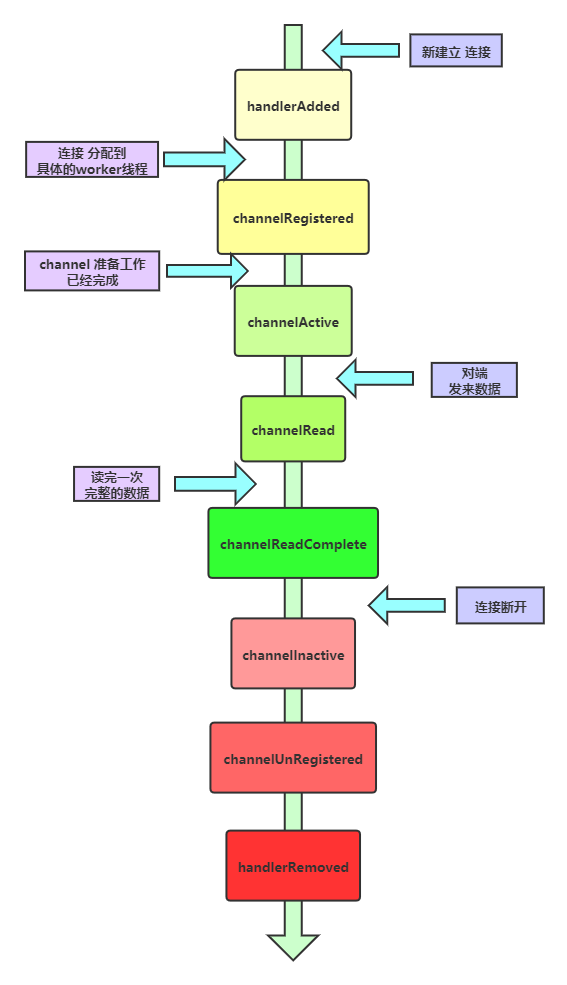 新建立 连接
handlerAdded
连接 分配到
具体的worker线程
channelRegistered
channel 准备工作
已经完成
channelActive
对端
发来数据
channelRead
读完一次
完整的数据
channelReadComplete
连接断开
channelInactive
channelUnRegistered
handlerRemoved